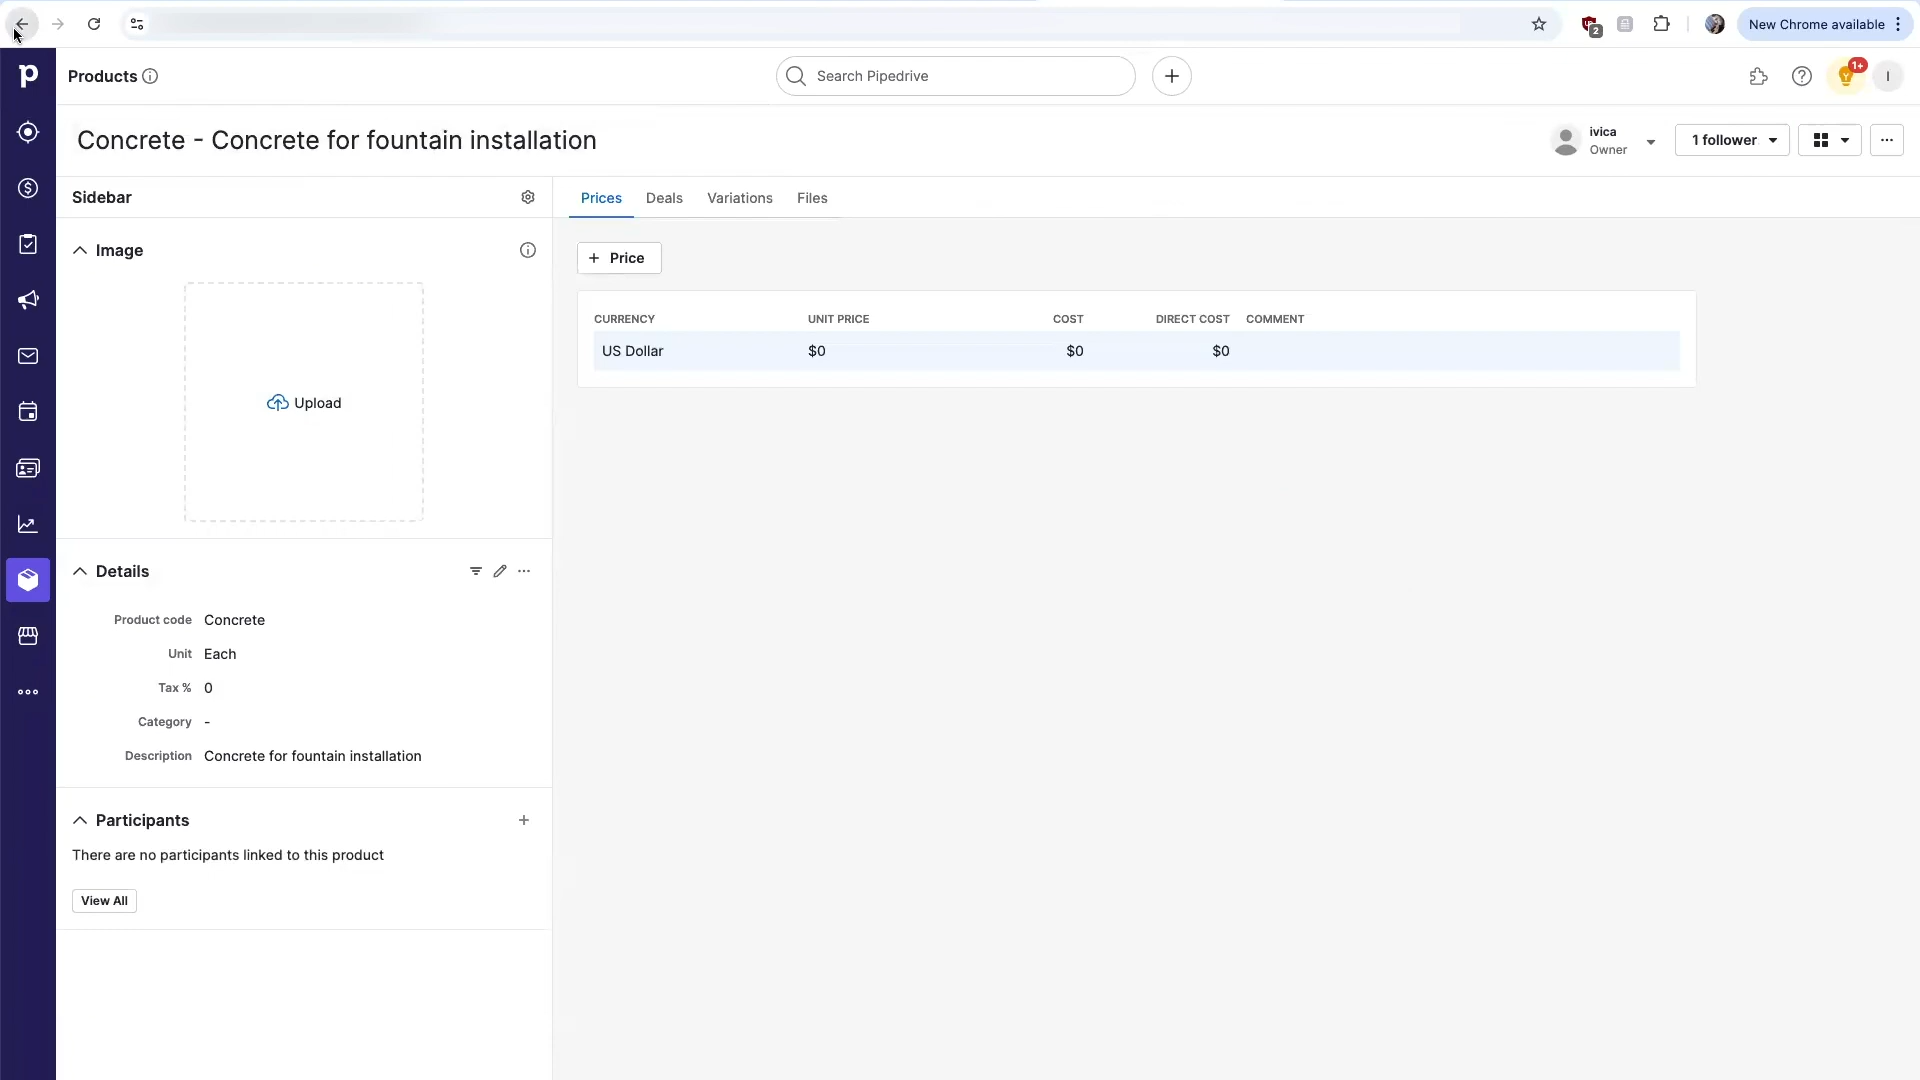 2
New Chrome available
p
Products
Search Pipedrive
1+
I
Concrete - Concrete for fountain installation
ivica
Owner
1 follower
Sidebar
Prices
Deals
Variations
Files
Image
+ Price
CURRENCY UNIT PRICE COST DIRECT COST COMMENT
US Dollar $0 $0 $0
Upload
Details
Product code Concrete
Unit Each
Tax % 0
Category -
Description Concrete for fountain installation
Participants
There are no participants linked to this product
View All